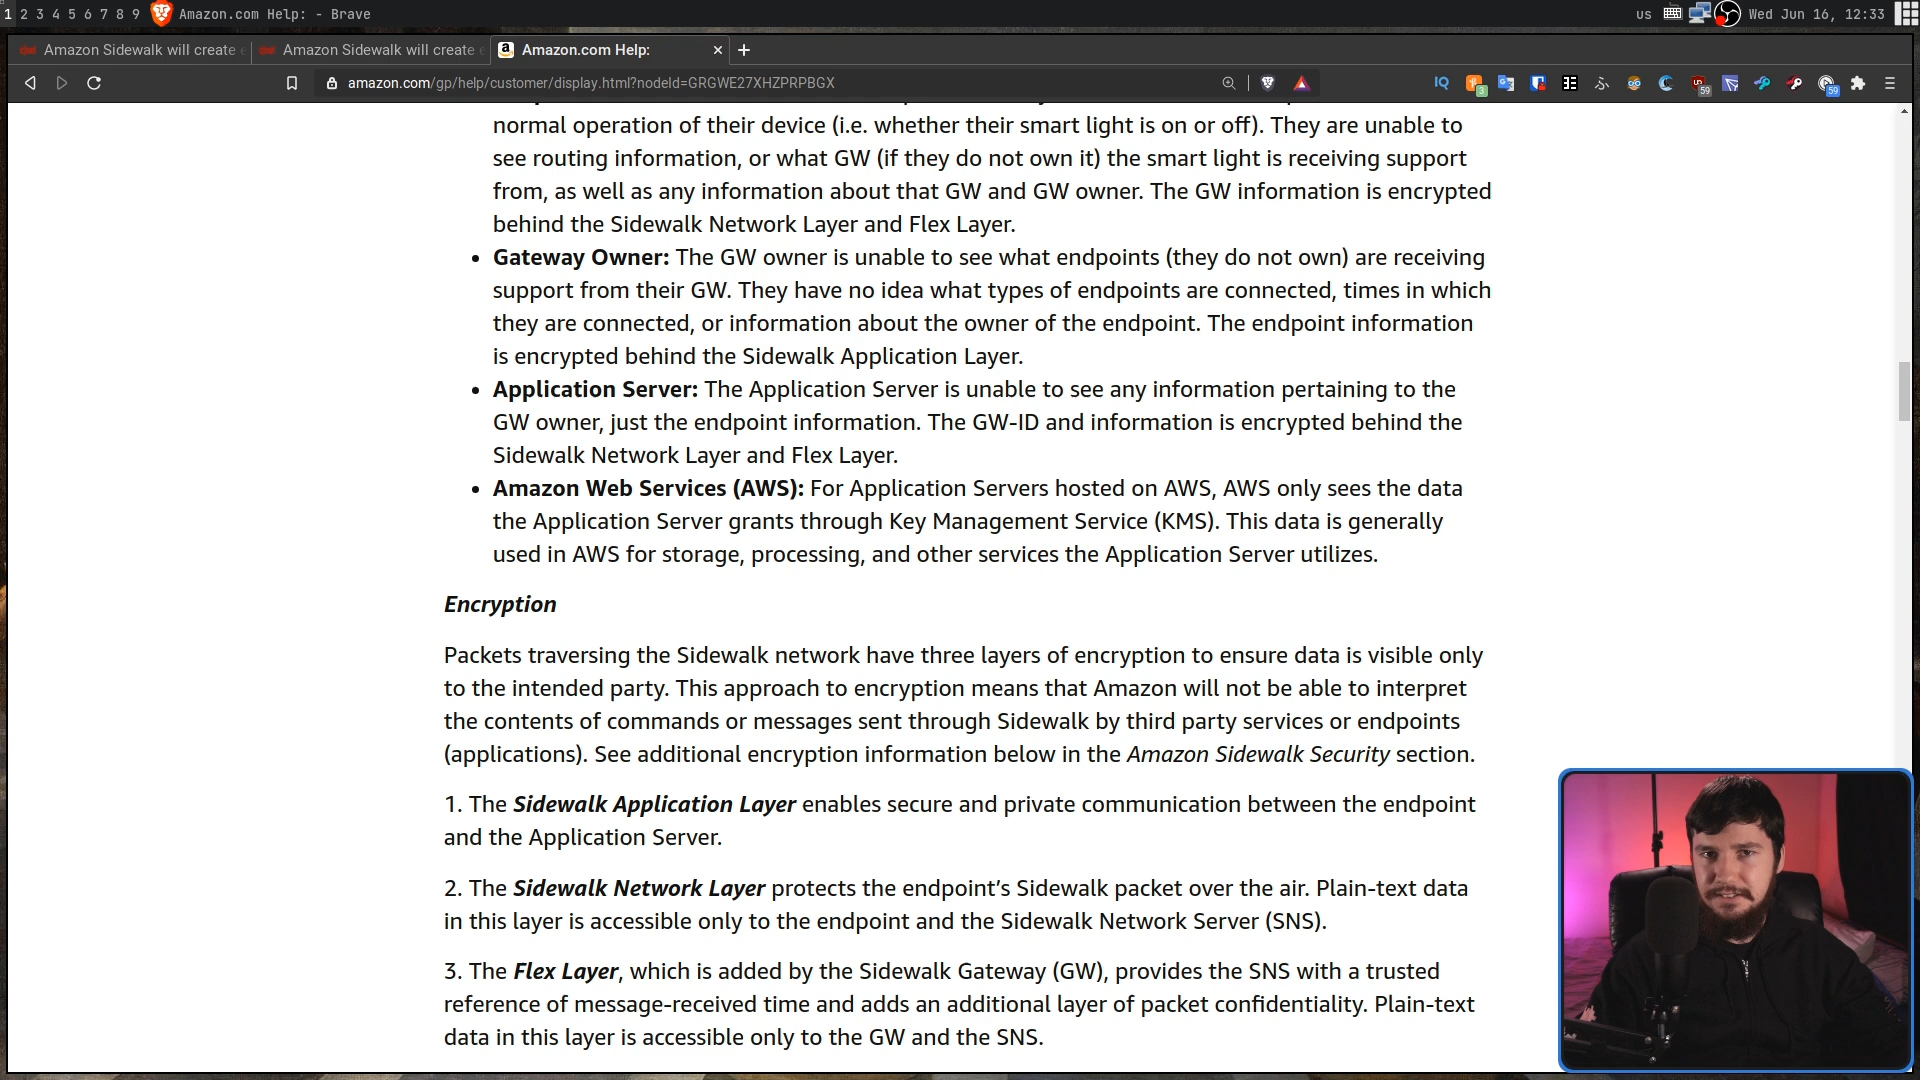 1 2 3 4 5 6 7 8 9 Amazon.com Help: - Brave us Wed Jun 16, 12:33
Amazon Sidewalk will create Amazon Sidewalk will create Amazon.com Help:
amazon.com/gp/help/customer/display.html?nodeId=GRGWE27XHZPRPBGX IQ 3 59 59
normal operation of their device (i.e. whether their smart light is on or off). They are unable to
see routing information, or what GW (if they do not own it) the smart light is receiving support
from, as well as any information about that GW and GW owner. The GW information is encrypted
behind the Sidewalk Network Layer and Flex Layer.
• Gateway Owner: The GW owner is unable to see what endpoints (they do not own) are receiving
support from their GW. They have no idea what types of endpoints are connected, times in which
they are connected, or information about the owner of the endpoint. The endpoint information
is encrypted behind the Sidewalk Application Layer.
• Application Server: The Application Server is unable to see any information pertaining to the
GW owner, just the endpoint information. The GW-ID and information is encrypted behind the
Sidewalk Network Layer and Flex Layer.
• Amazon Web Services (AWS): For Application Servers hosted on AWS, AWS only sees the data
the Application Server grants through Key Management Service (KMS). This data is generally
used in AWS for storage, processing, and other services the Application Server utilizes.
Encryption
Packets traversing the Sidewalk network have three layers of encryption to ensure data is visible only
to the intended party. This approach to encryption means that Amazon will not be able to interpret
the contents of commands or messages sent through Sidewalk by third party services or endpoints
(applications). See additional encryption information below in the Amazon Sidewalk Security section.
1. The Sidewalk Application Layer enables secure and private communication between the endpoint
and the Application Server.
2. The Sidewalk Network Layer protects the endpoint’s Sidewalk packet over the air. Plain-text data
in this layer is accessible only to the endpoint and the Sidewalk Network Server (SNS).
3. The Flex Layer, which is added by the Sidewalk Gateway (GW), provides the SNS with a trusted
reference of message-received time and adds an additional layer of packet confidentiality. Plain-text
data in this layer is accessible only to the GW and the SNS.